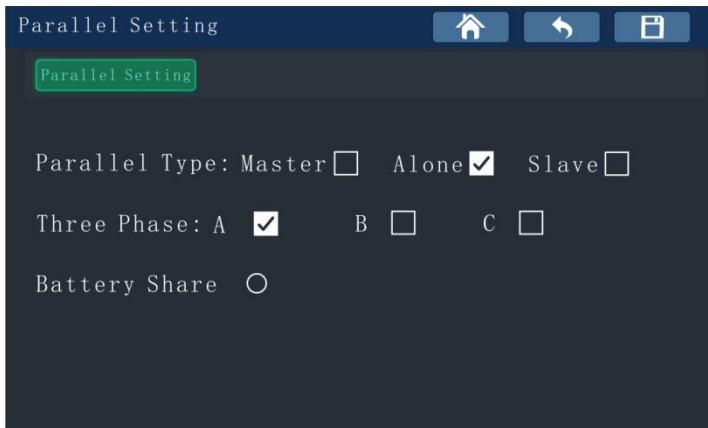 Parallel Setting
Parallel Setting
Parallel Type: Master Alone Slave
Three Phase: A B C
Battery Share